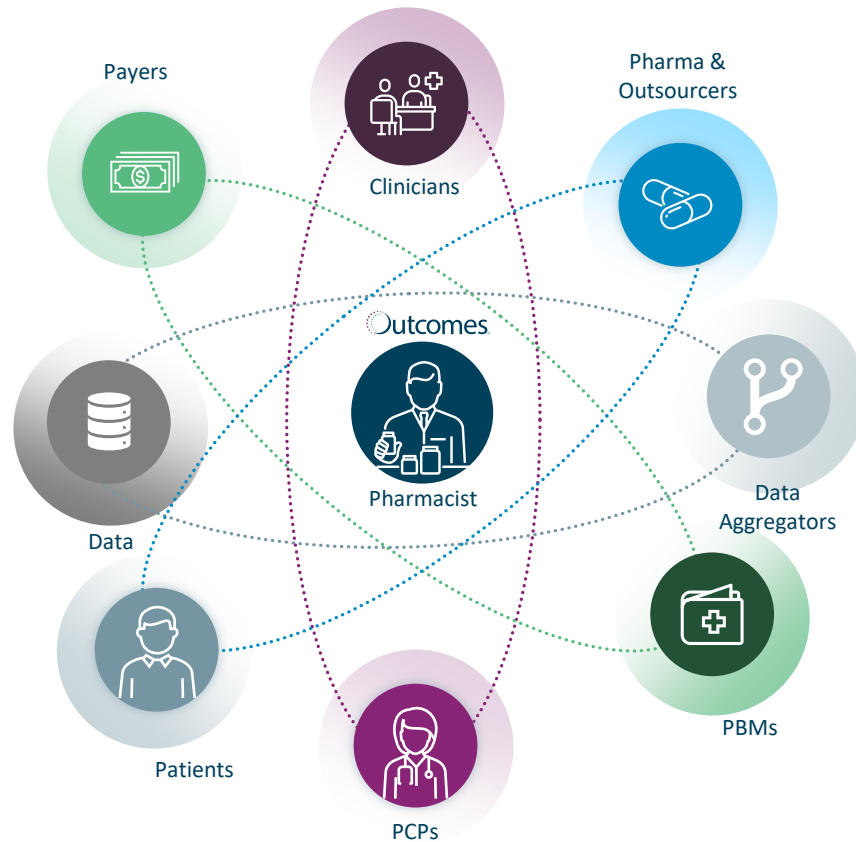 Payers
Pharma &
Outsourcers
Clinicians
Outcomes
$
Pharmacist
Data
Data
Aggregators
Patients
PBMs
PCPs